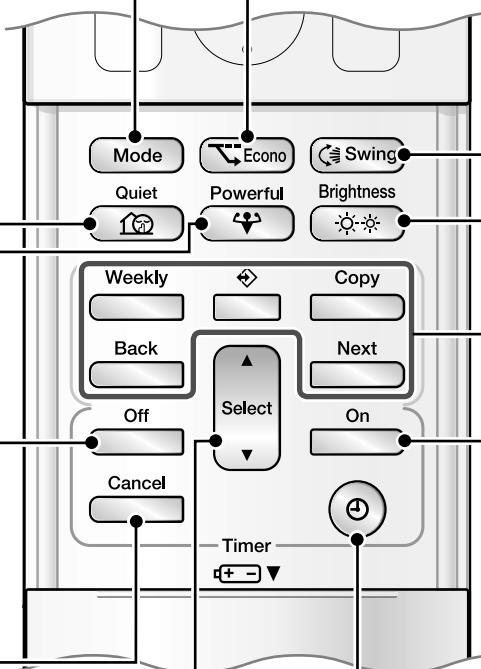 Mode Econo Swing
Quiet Powerful Brightness
Weekly Copy
Back Next
Select
Off On
Cancel
Timer